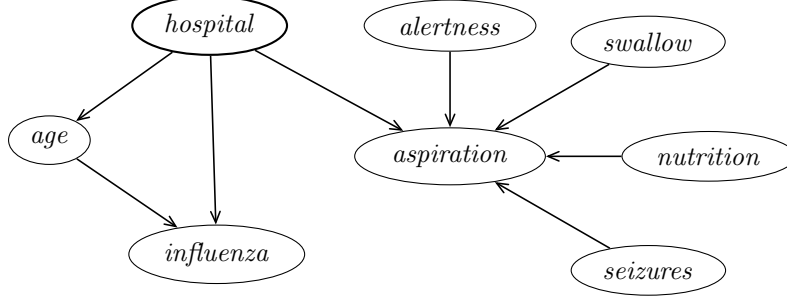 hospital
alertness
swallow
age
aspiration
nutrition
influenza
seizures